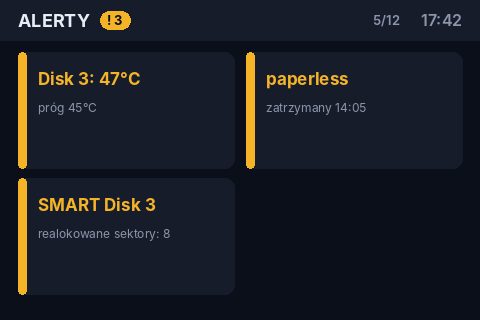 ALERTY ! 3 5/12 17:42
Disk 3: 47°C
próg 45°C
paperless
zatrzymany 14:05
SMART Disk 3
realokowane sektory: 8